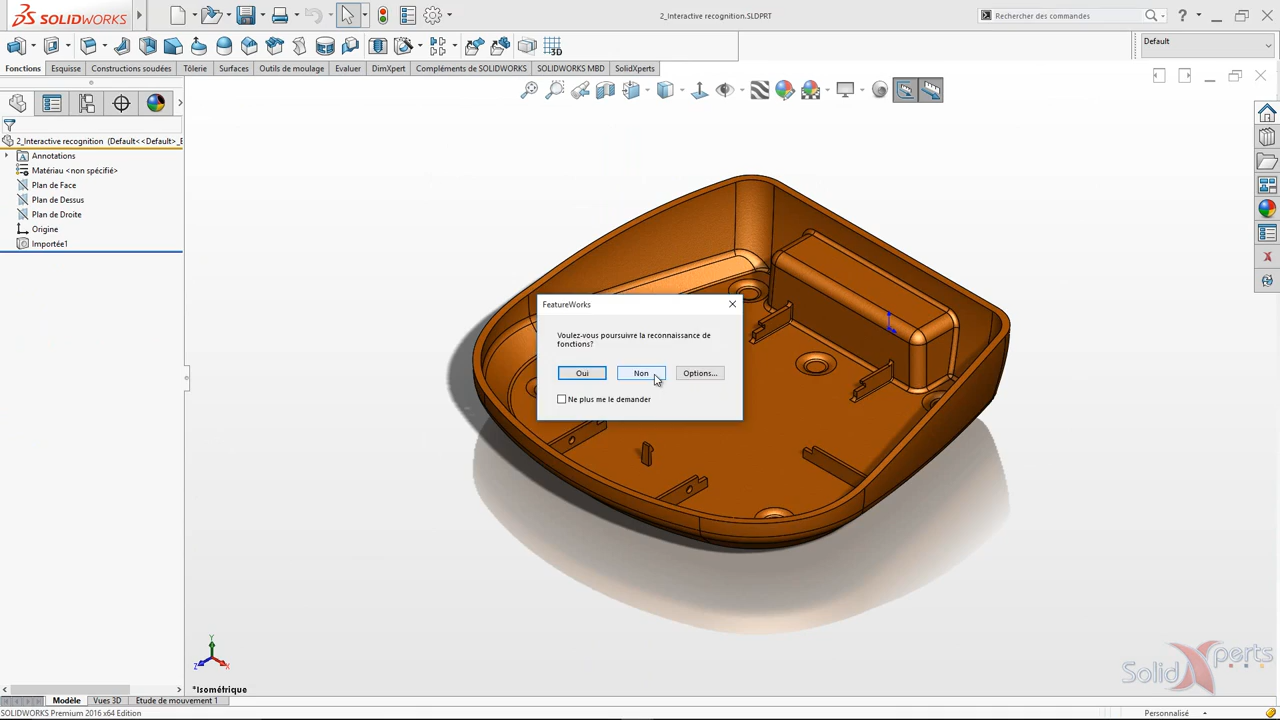 SOLIDWORKS
2_Interactive recognition.SLDPRT
Rechercher des commandes
3D
Default
Fonctions Esquisse Constructions soudées Tôlerie Surfaces Outils de moulage Evaluer DimXpert Compléments de SOLIDWORKS SOLIDWORKS MBD SolidXperts
2_Interactive recognition (Default<<Default>_E
Annotations
Matériau <non spécifié>
Plan de Face
Plan de Dessus
Plan de Droite
Origine
Importée1
FeatureWorks
Voulez-vous poursuivre la reconnaissance de
fonctions?
Oui Non Options...
Ne plus me le demander
Y
Z X
*Isométrique
SolidXperts
Modèle Vues 3D Etude de mouvement 1
SOLIDWORKS Premium 2016 x64 Edition
Personnalisé